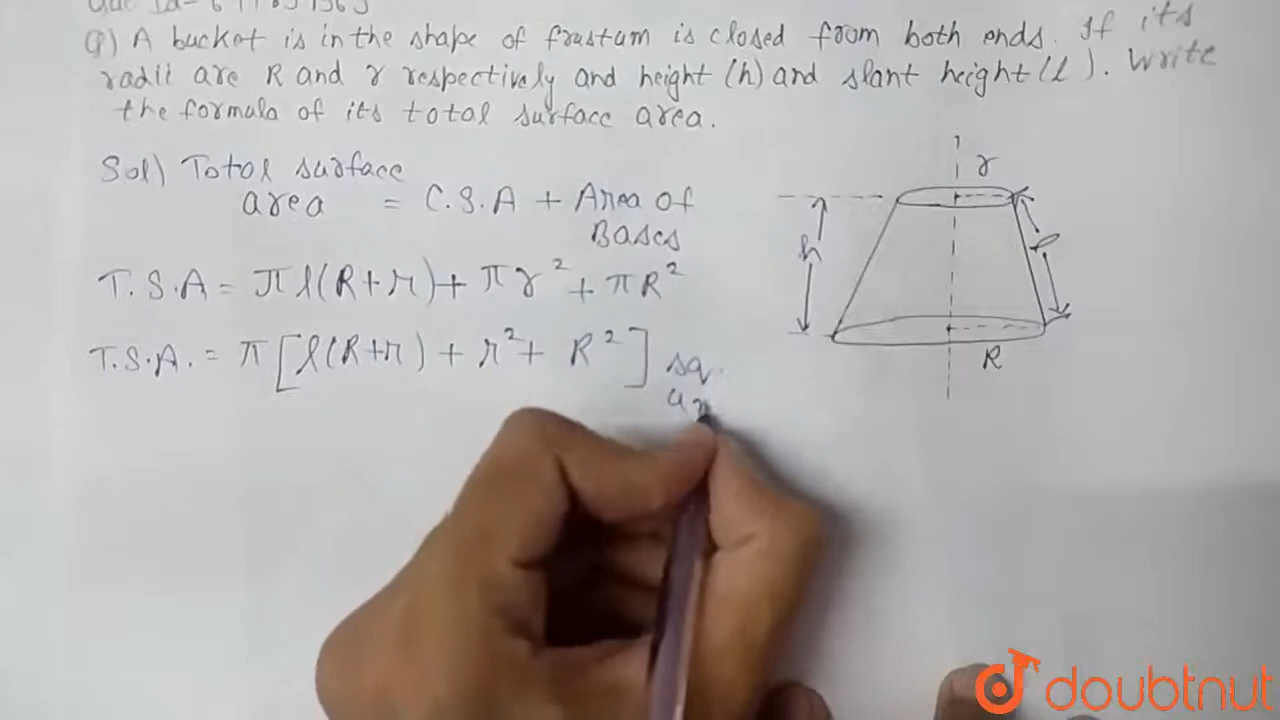 Q) A bucket is in the shape of frustum is closed from both ends. If its
radii are R and r respectively and height (h) and slant height (l). Write
the formula of its total surface area.
Sol) Total surface
area = C.S.A + Area of
Bases
T.S.A = πl(R+r) + πr² + πR²
T.S.A. = π[l(R+r) + r² + R²] sq.
r
h
l
R
doubtnut